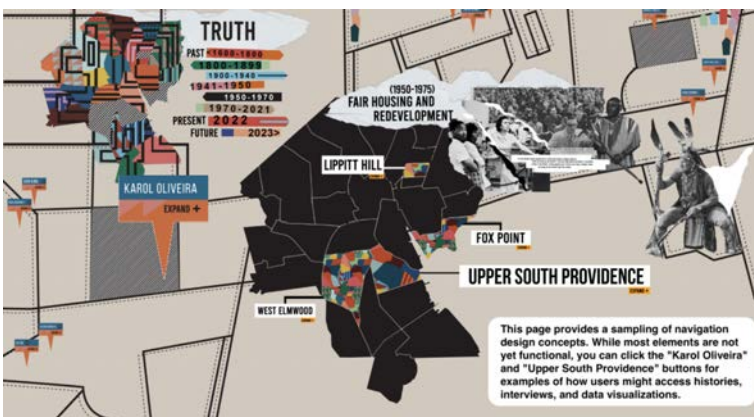 TRUTH
PAST <1600-1800
1800-1899
1900-1940
1941-1950
1950-1970
1970-2021
PRESENT 2022
FUTURE 2023>
KAROL OLIVEIRA
EXPAND +
(1950-1975)
FAIR HOUSING AND
REDEVELOPMENT
LIPPITT HILL
FOX POINT
UPPER SOUTH PROVIDENCE
EXPAND +
WEST ELMWOOD
This page provides a sampling of navigation
design concepts. While most elements are not
yet functional, you can click the "Karol Oliveira"
and "Upper South Providence" buttons for
examples of how users might access histories,
interviews, and data visualizations.